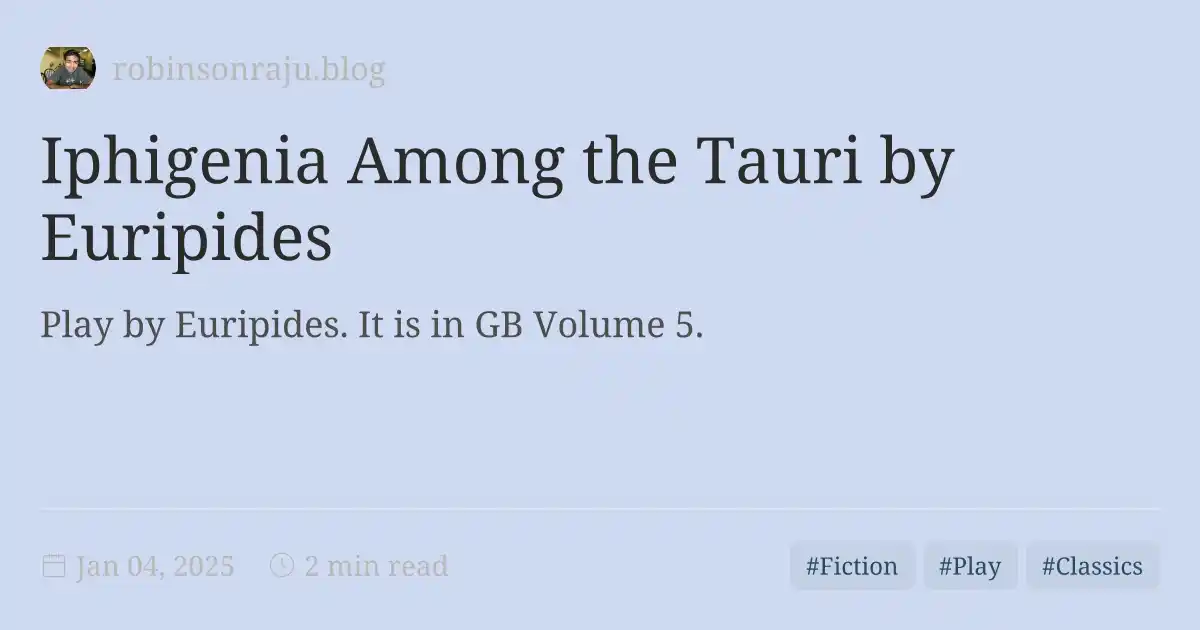 robinsonraju.blog
Iphigenia Among the Tauri by
Euripides
Play by Euripides. It is in GB Volume 5.
Jan 04, 2025 2 min read #Fiction #Play #Classics